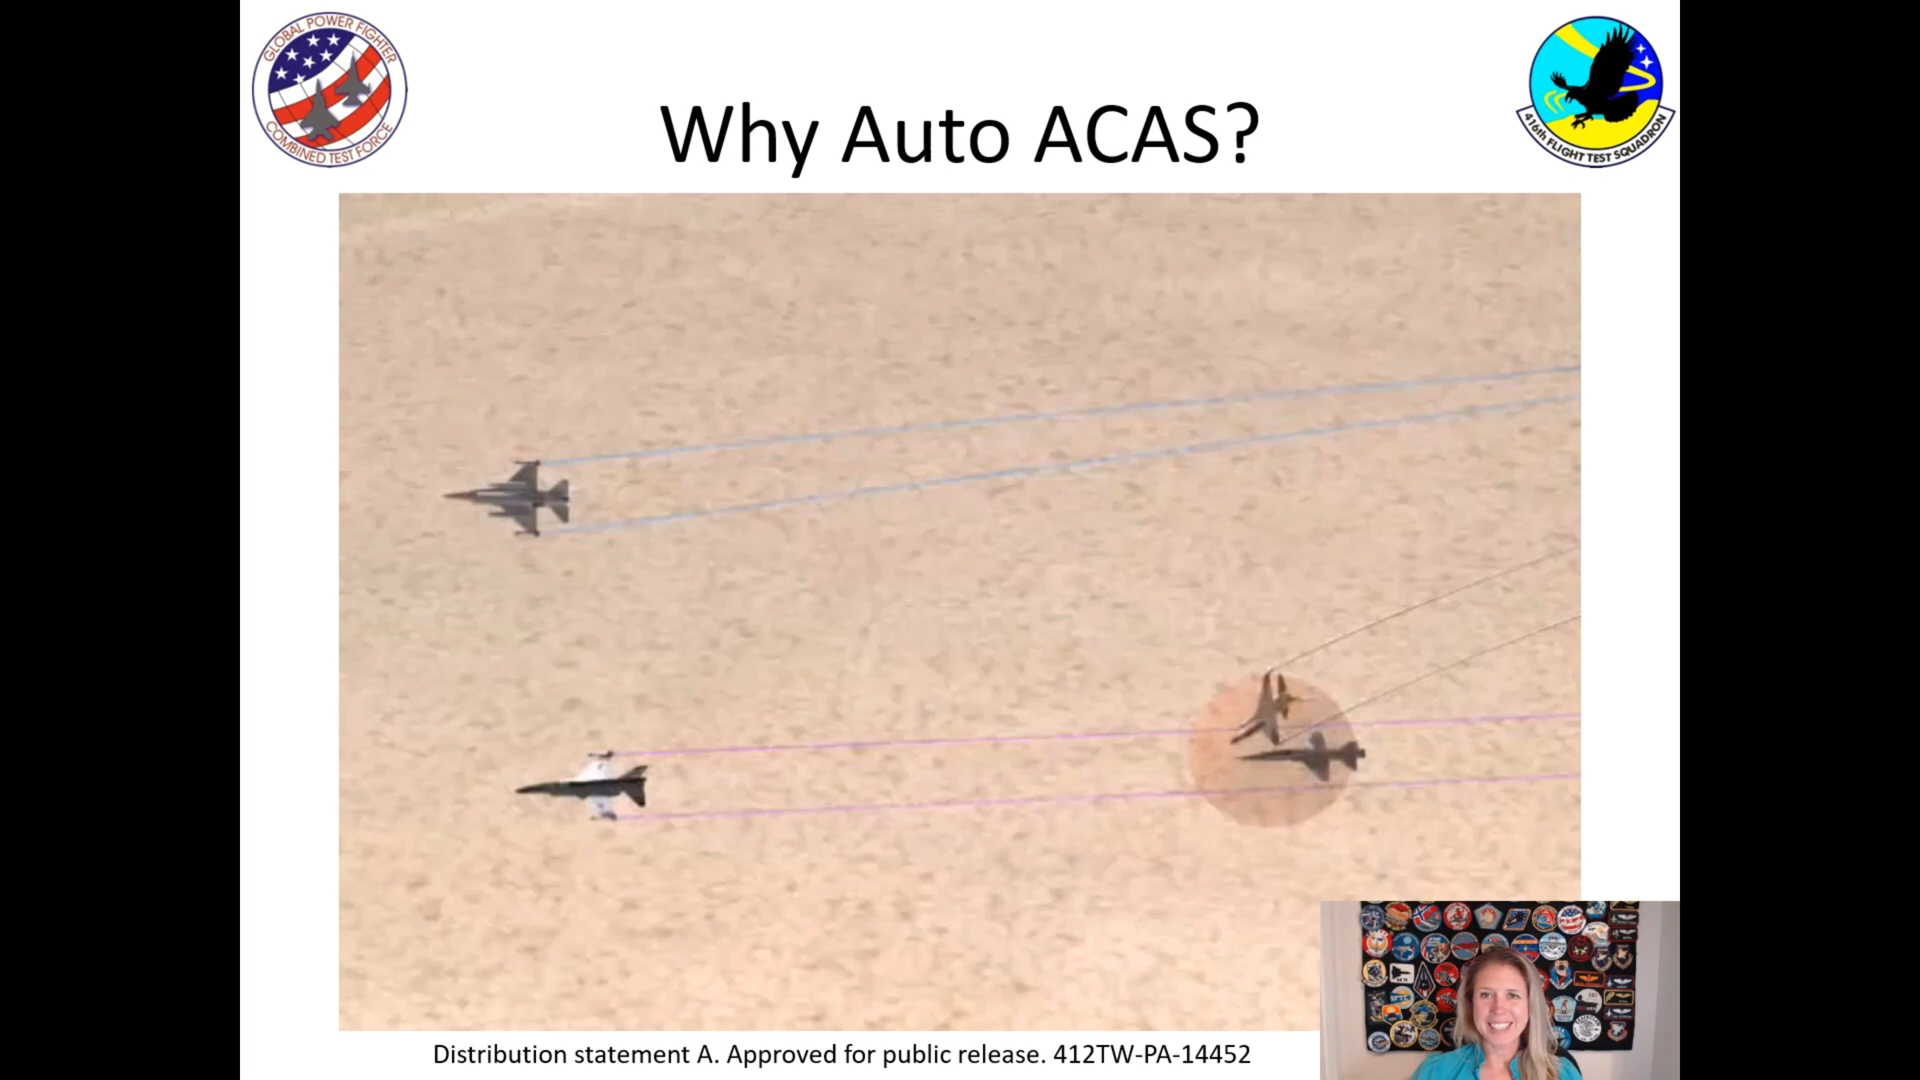 GLOBAL POWER FIGHTER
COMBINED TEST FORCE
Why Auto ACAS?
416th FLIGHT TEST SQUADRON
Distribution statement A. Approved for public release. 412TW-PA-14452